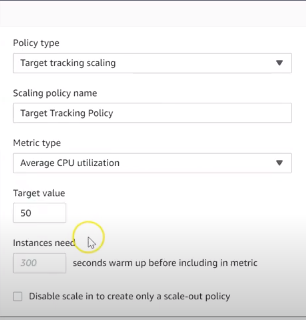 Policy type
Target tracking scaling
Scaling policy name
Target Tracking Policy
Metric type
Average CPU utilization
Target value
50
Instances need
300 seconds warm up before including in metric
Disable scale in to create only a scale-out policy